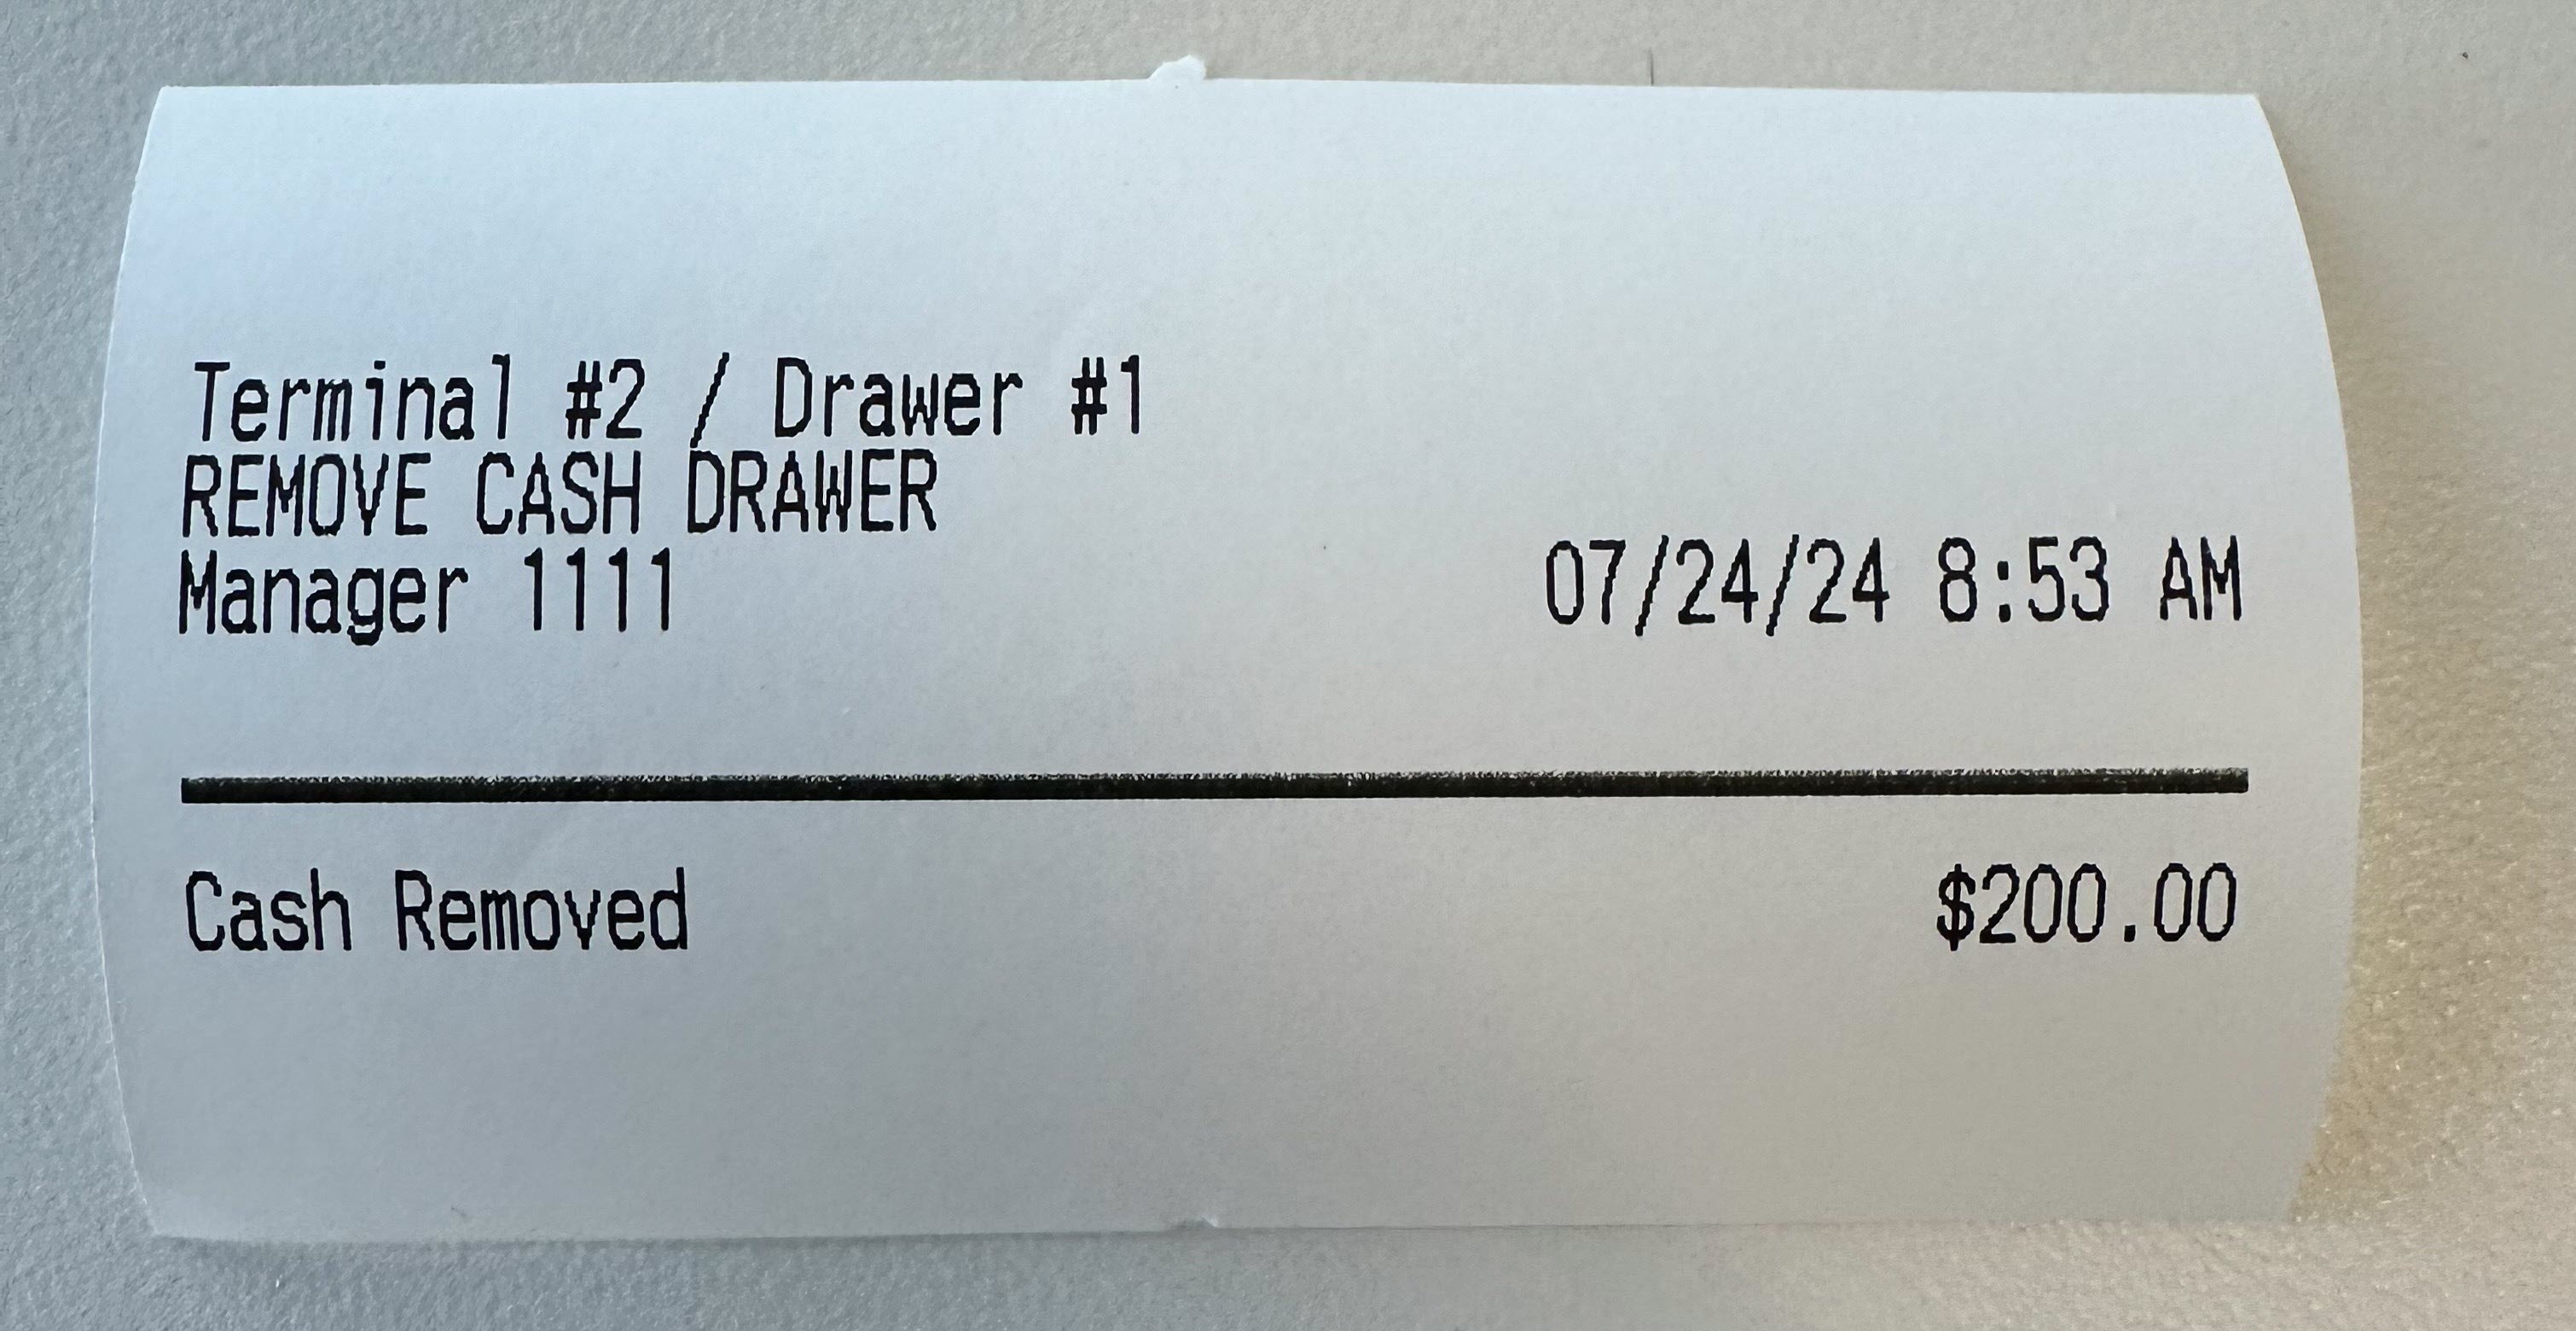 Terminal #2 / Drawer #1
REMOVE CASH DRAWER
Manager 1111 07/24/24 8:53 AM
Cash Removed $200.00